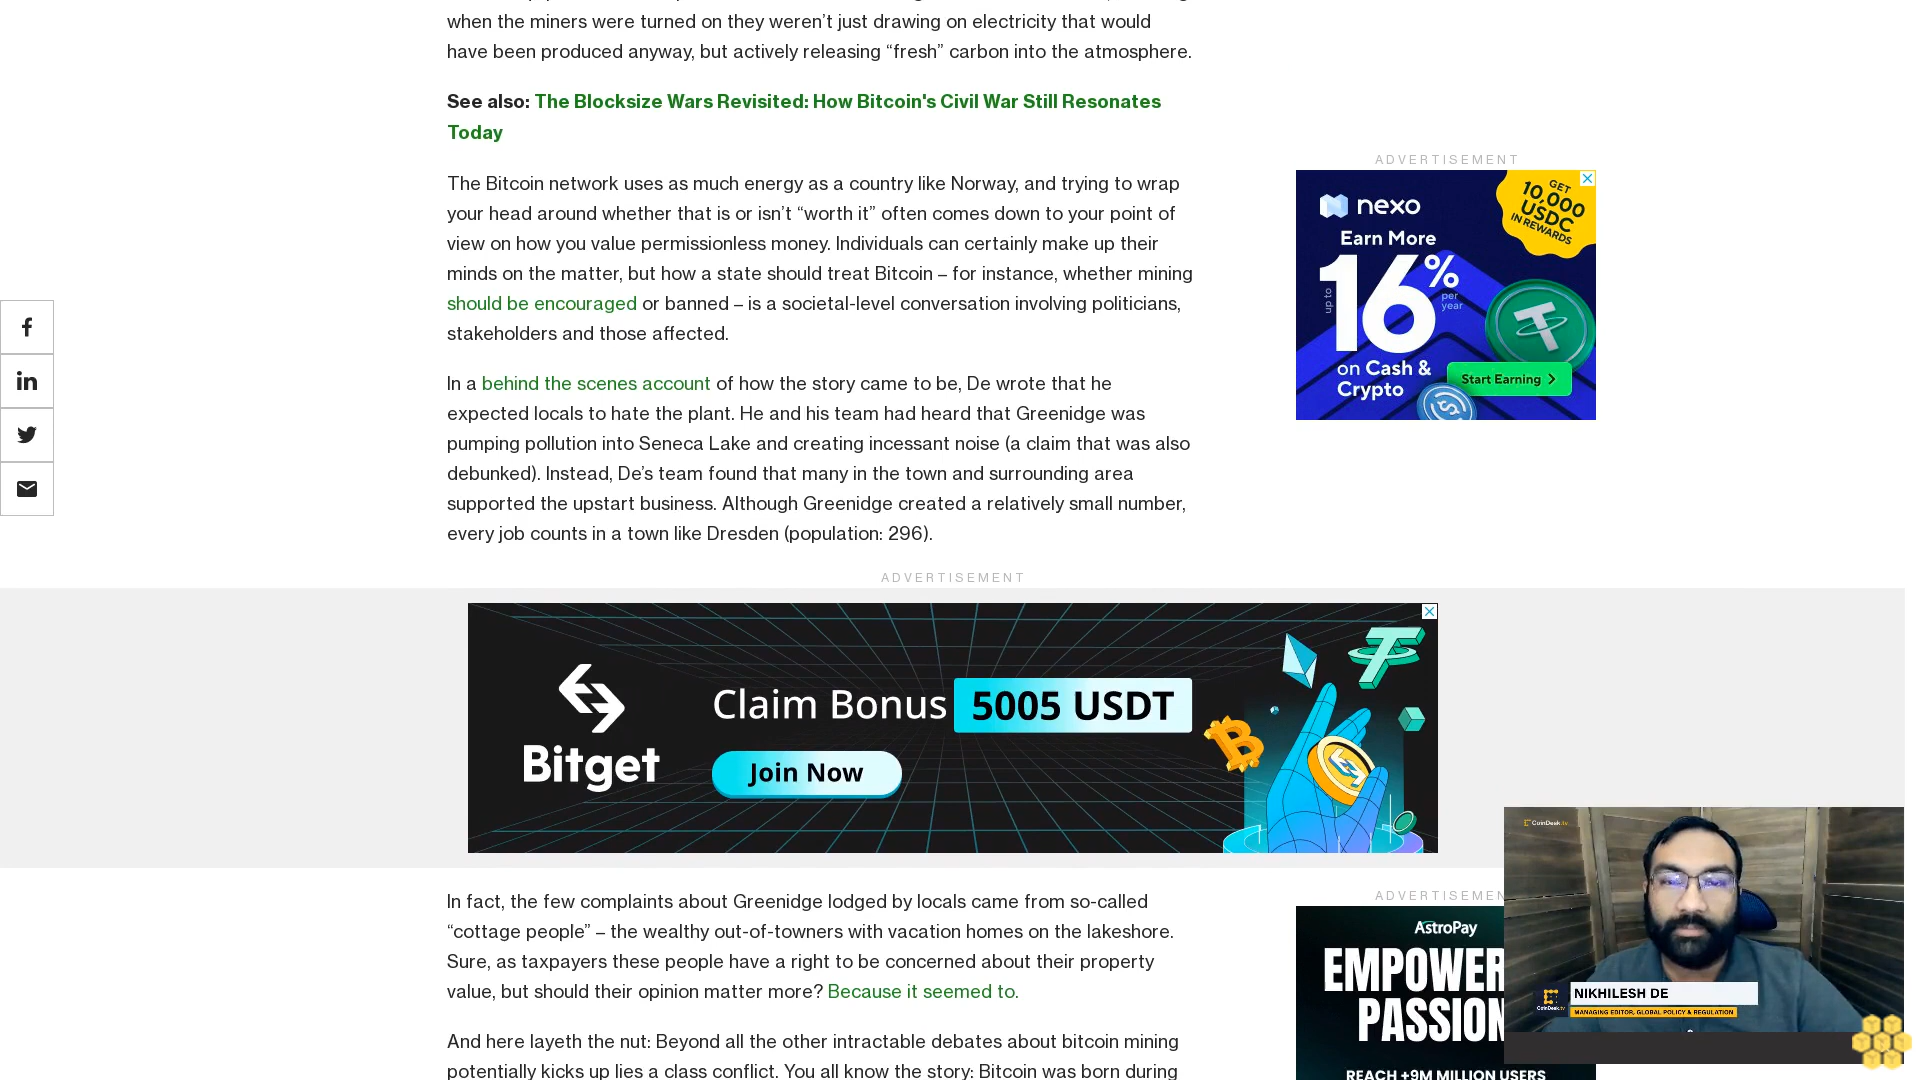 when the miners were turned on they weren’t just drawing on electricity that would
have been produced anyway, but actively releasing “fresh” carbon into the atmosphere.
See also: The Blocksize Wars Revisited: How Bitcoin's Civil War Still Resonates
Today
The Bitcoin network uses as much energy as a country like Norway, and trying to wrap
your head around whether that is or isn’t “worth it” often comes down to your point of
view on how you value permissionless money. Individuals can certainly make up their
minds on the matter, but how a state should treat Bitcoin – for instance, whether mining
should be encouraged or banned – is a societal-level conversation involving politicians,
stakeholders and those affected.
In a behind the scenes account of how the story came to be, De wrote that he
expected locals to hate the plant. He and his team had heard that Greenidge was
pumping pollution into Seneca Lake and creating incessant noise (a claim that was also
debunked). Instead, De’s team found that many in the town and surrounding area
supported the upstart business. Although Greenidge created a relatively small number,
every job counts in a town like Dresden (population: 296).
ADVERTISEMENT
nexo
GET
10,000
USDC
IN REWARDS
Earn More
up to
16%
per
year
on Cash &
Crypto
Start Earning
ADVERTISEMENT
Bitget
Claim Bonus 5005 USDT
Join Now
In fact, the few complaints about Greenidge lodged by locals came from so-called
“cottage people” – the wealthy out-of-towners with vacation homes on the lakeshore.
Sure, as taxpayers these people have a right to be concerned about their property
value, but should their opinion matter more? Because it seemed to.
And here layeth the nut: Beyond all the other intractable debates about bitcoin mining
potentially kicks up lies a class conflict. You all know the story: Bitcoin was born during
ADVERTISEMEN
AstroPay
EMPOWER
PASSION
REACH +9M MILLION USERS
CoinDesk.tv
NIKHILESH DE
MANAGING EDITOR, GLOBAL POLICY & REGULATION
CoinDesk.tv